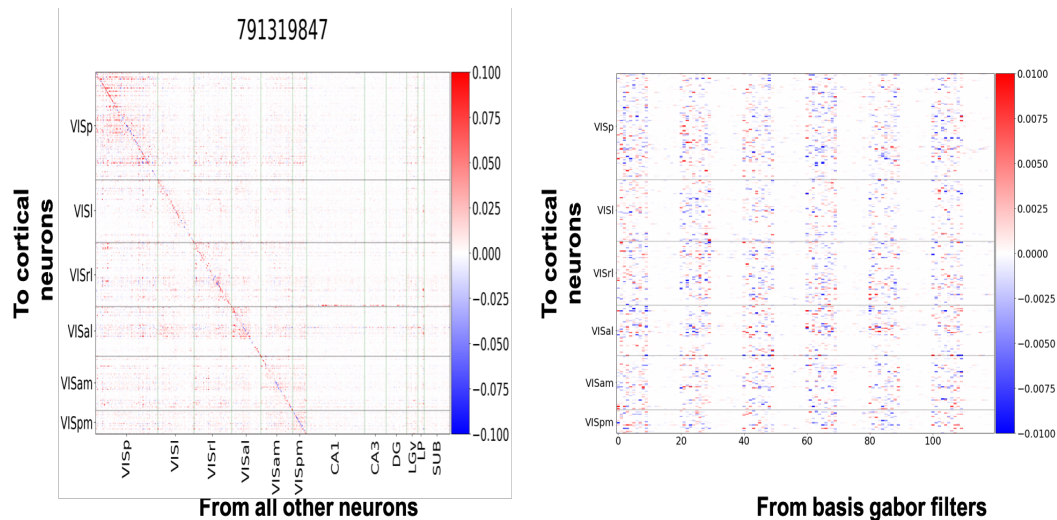 791319847
To cortical
neurons
VISp
VISl
VISrl
VISal
VISam
VISpm
0.100
0.075
0.050
0.025
0.000
−0.025
−0.050
−0.075
−0.100
VISp
VISl
VISrl
VISal
VISam
VISpm
CA1
CA3
DG
LGv
LP
SUB
From all other neurons
To cortical
neurons
VISp
VISl
VISrl
VISal
VISam
VISpm
0
20
40
60
80
100
0.0100
0.0075
0.0050
0.0025
0.000
−0.0025
−0.0050
−0.0075
−0.0100
From basis gabor filters